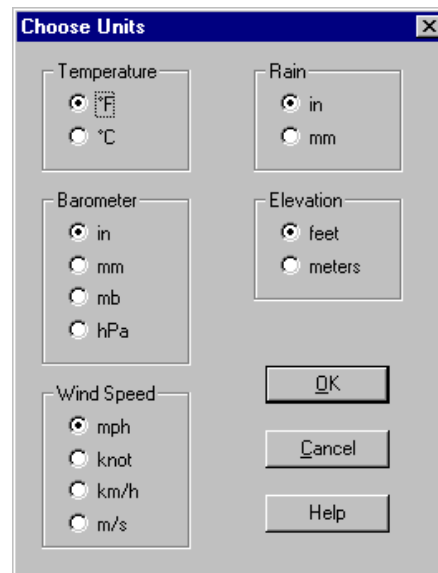 Choose Units
Temperature
°F
°C
Rain
in
mm
Barometer
in
mm
mb
hPa
Elevation
feet
meters
Wind Speed
mph
knot
km/h
m/s
OK
Cancel
Help